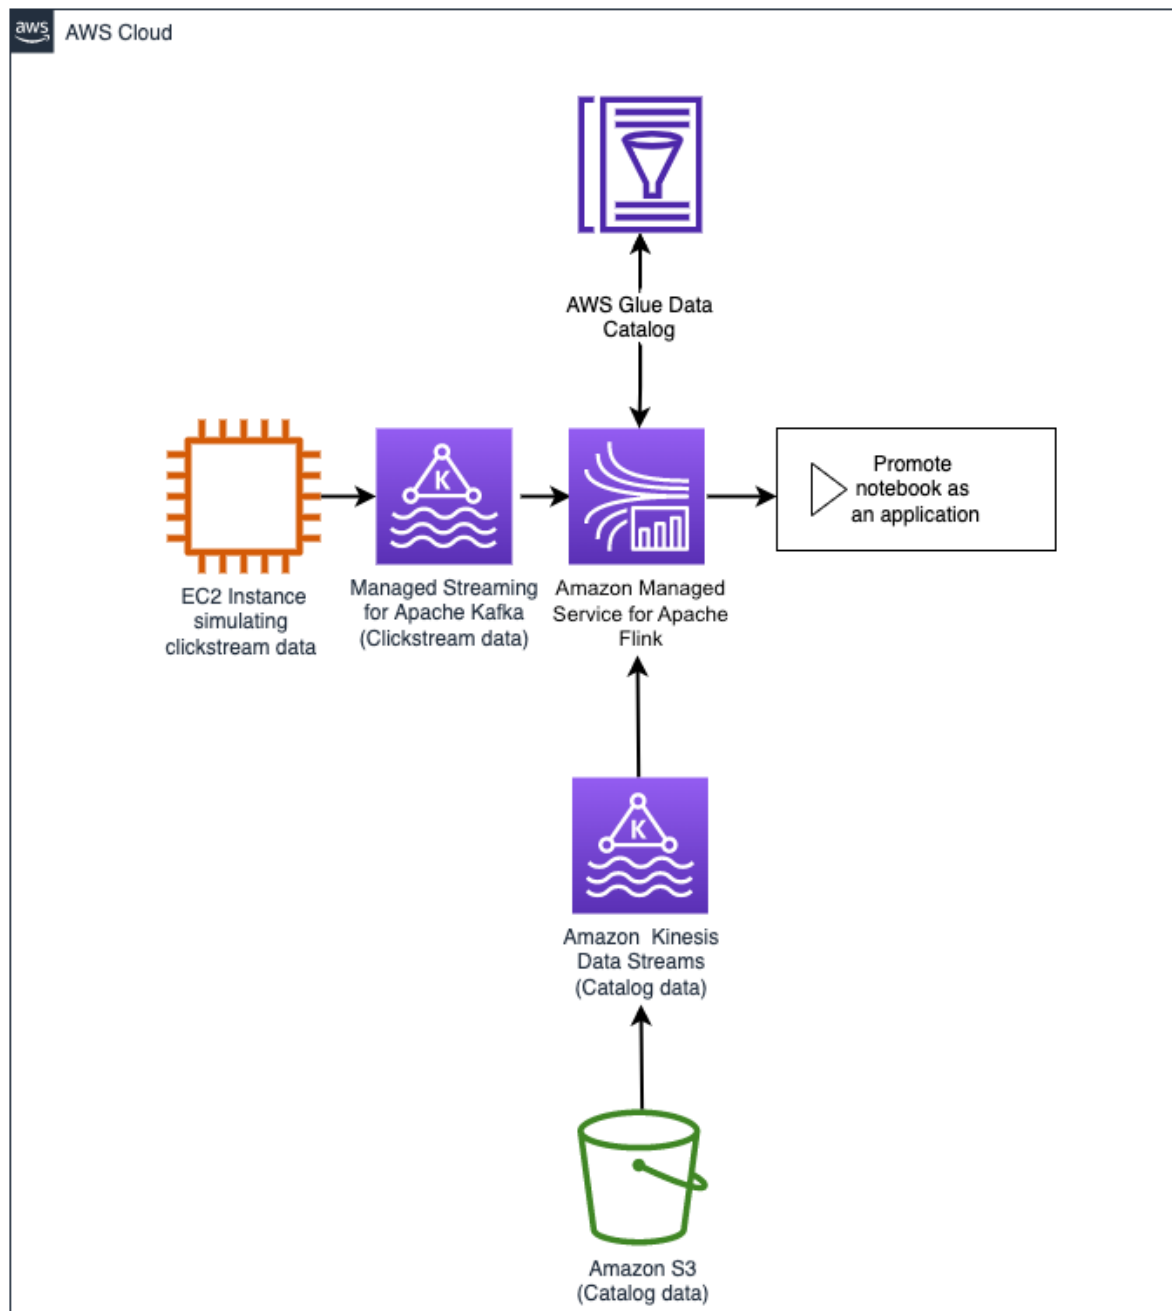 aws
AWS Cloud
AWS Glue Data
Catalog
K
EC2 Instance
simulating
clickstream data
Managed Streaming
for Apache Kafka
(Clickstream data)
Amazon Managed
Service for Apache
Flink
Promote
notebook as
an application
K
Amazon Kinesis
Data Streams
(Catalog data)
Amazon S3
(Catalog data)